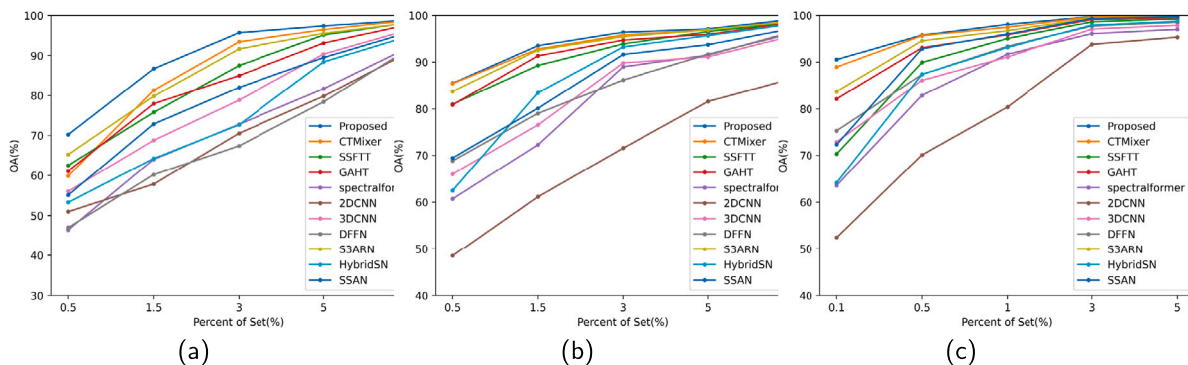 100
90
80
70
60
50
40
30
OA(%)
0.5 1.5 3 5
Percent of Set(%)
Proposed
CTMixer
SSFTT
GAHT
spectralformer
2DCNN
3DCNN
DFFN
S3ARN
HybridSN
SSAN
(a)
100
90
80
70
60
50
40
OA(%)
0.5 1.5 3 5
Percent of Set(%)
Proposed
CTMixer
SSFTT
GAHT
spectralformer
2DCNN
3DCNN
DFFN
S3ARN
HybridSN
SSAN
(b)
100
90
80
70
60
50
40
OA(%)
0.1 0.5 1 3 5
Percent of Set(%)
Proposed
CTMixer
SSFTT
GAHT
spectralformer
2DCNN
3DCNN
DFFN
S3ARN
HybridSN
SSAN
(c)